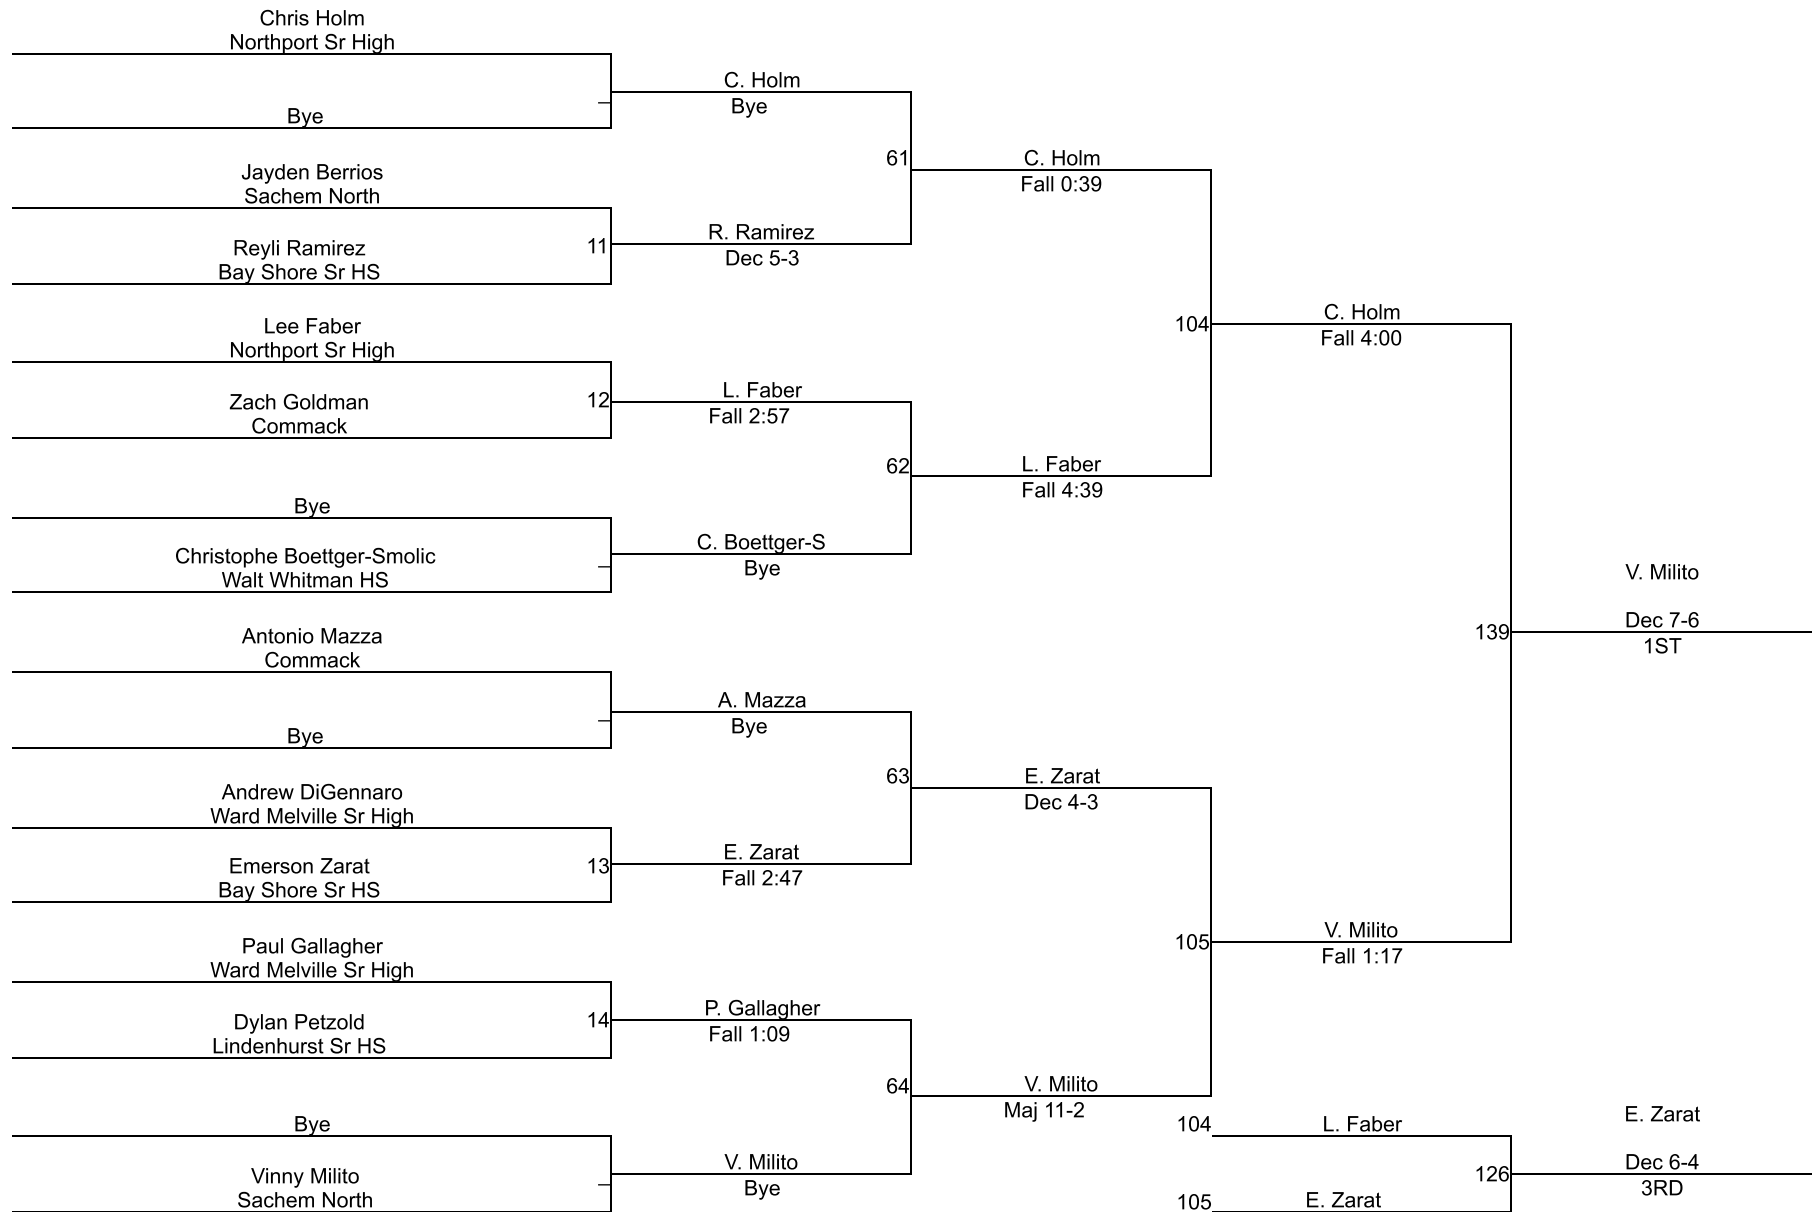 Chris Holm
Northport Sr High
Bye
Jayden Berrios
Sachem North
Reyli Ramirez
Bay Shore Sr HS
Lee Faber
Northport Sr High
Zach Goldman
Commack
Bye
Christophe Boettger-Smolic
Walt Whitman HS
Antonio Mazza
Commack
Bye
Andrew DiGennaro
Ward Melville Sr High
Emerson Zarat
Bay Shore Sr HS
Paul Gallagher
Ward Melville Sr High
Dylan Petzold
Lindenhurst Sr HS
Bye
Vinny Milito
Sachem North
11
12
13
14
C. Holm
Bye
R. Ramirez
Dec 5-3
L. Faber
Fall 2:57
C. Boettger-S
Bye
A. Mazza
Bye
E. Zarat
Fall 2:47
P. Gallagher
Fall 1:09
V. Milito
Bye
61
62
63
64
C. Holm
Fall 0:39
L. Faber
Fall 4:39
E. Zarat
Dec 4-3
V. Milito
Maj 11-2
104
105
C. Holm
Fall 4:00
V. Milito
Fall 1:17
139
V. Milito
Dec 7-6
1ST
104
L. Faber
105
E. Zarat
126
E. Zarat
Dec 6-4
3RD